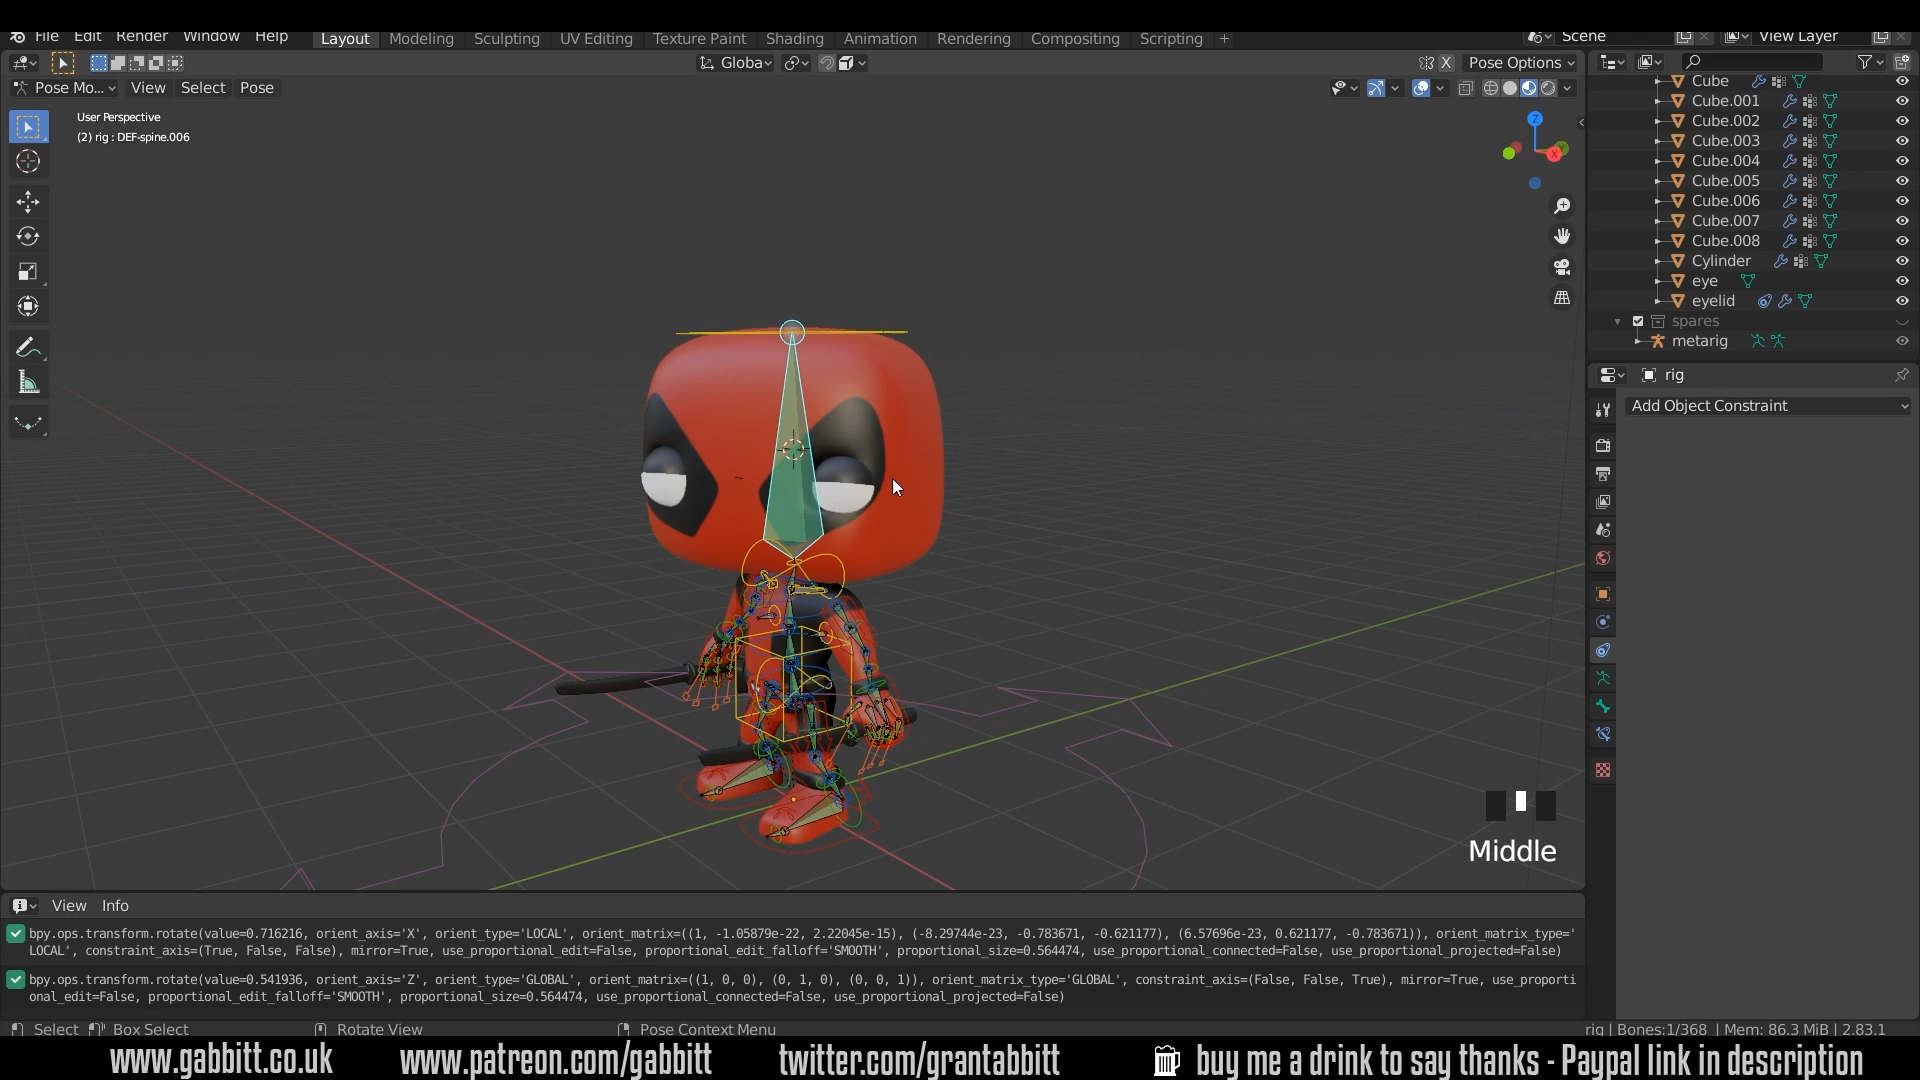 File Edit Render Window Help Layout Modeling Sculpting UV Editing Texture Paint Shading Animation Rendering Compositing Scripting + Scene View Layer
Globa Pose Options
Pose Mo... View Select Pose
User Perspective
(2) rig : DEF-spine.006
Z
X
Cube
Cube.001
Cube.002
Cube.003
Cube.004
Cube.005
Cube.006
Cube.007
Cube.008
Cylinder
eye
eyelid
spares
metarig
rig
Add Object Constraint
Middle
View Info
bpy.ops.transform.rotate(value=0.716216, orient_axis='X', orient_type='LOCAL', orient_matrix=((1, -1.05879e-22, 2.22045e-15), (-8.29744e-23, -0.783671, -0.621177), (6.57696e-23, 0.621177, -0.783671)), orient_matrix_type='
LOCAL', constraint_axis=(True, False, False), mirror=True, use_proportional_edit=False, proportional_edit_falloff='SMOOTH', proportional_size=0.564474, use_proportional_connected=False, use_proportional_projected=False)
bpy.ops.transform.rotate(value=0.541936, orient_axis='Z', orient_type='GLOBAL', orient_matrix=((1, 0, 0), (0, 1, 0), (0, 0, 1)), orient_matrix_type='GLOBAL', constraint_axis=(False, False, True), mirror=True, use_proporti
onal_edit=False, proportional_edit_falloff='SMOOTH', proportional_size=0.564474, use_proportional_connected=False, use_proportional_projected=False)
Select Box Select Rotate View Pose Context Menu rig | Bones:1/368 | Mem: 86.3 MiB | 2.83.1
www.gabbitt.co.uk www.patreon.com/gabbitt twitter.com/grantabbitt buy me a drink to say thanks - Paypal link in description